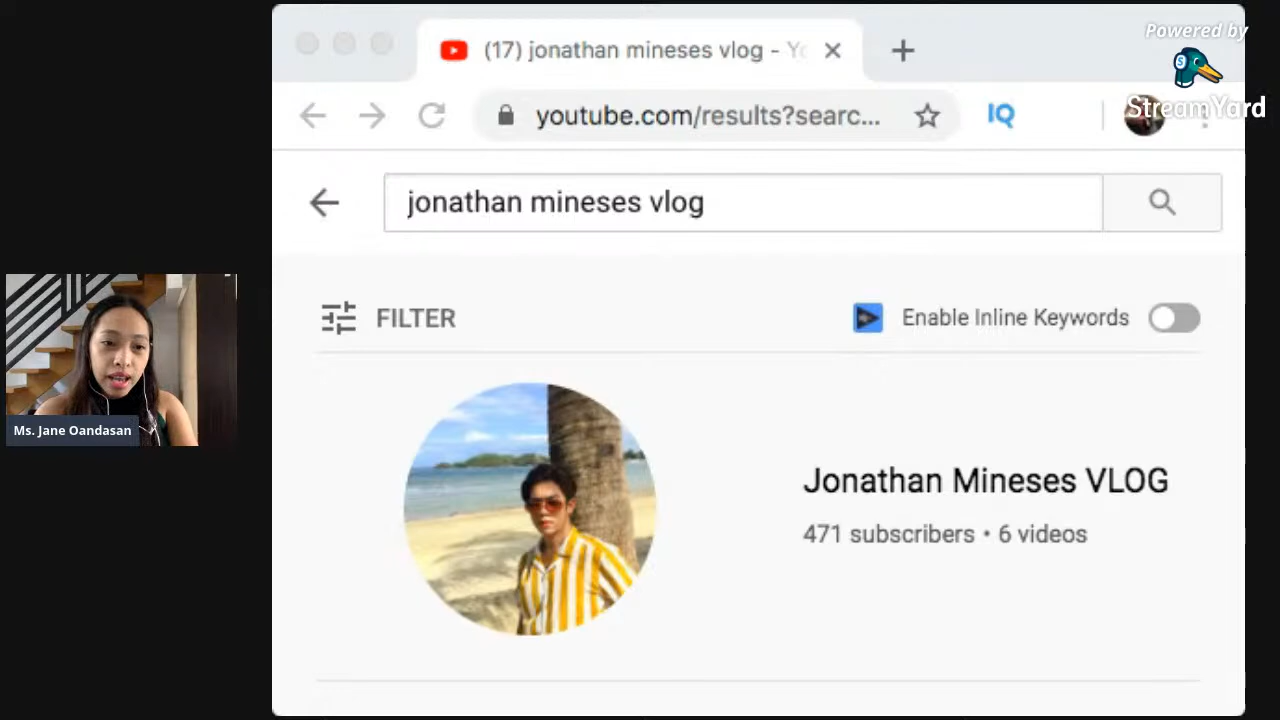 Powered by
StreamYard
(17) jonathan mineses vlog - Yo
youtube.com/results?searc...
IQ
jonathan mineses vlog
FILTER
Enable Inline Keywords
Jonathan Mineses VLOG
471 subscribers • 6 videos
Ms. Jane Oandasan